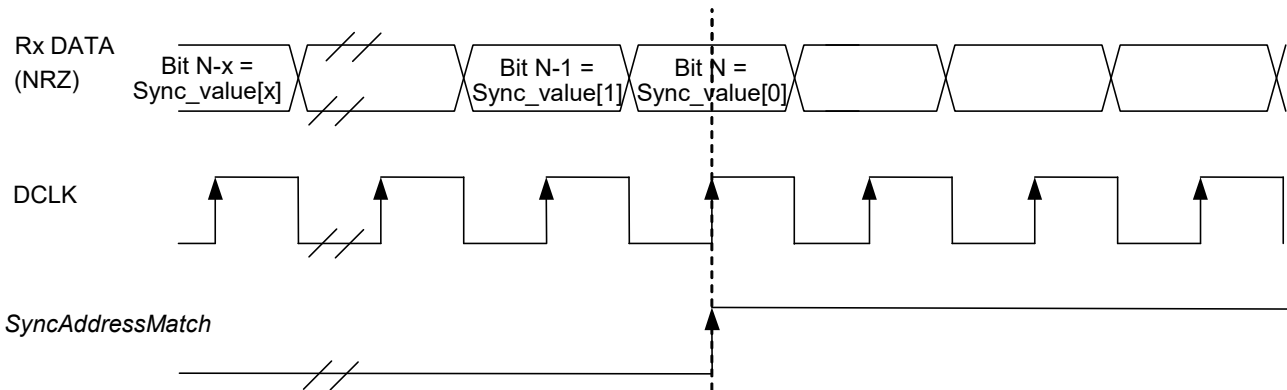 Rx DATA
(NRZ)
Bit N-x =
Sync_value[x]
Bit N-1 =
Sync_value[1]
Bit N =
Sync_value[0]
DCLK
SyncAddressMatch